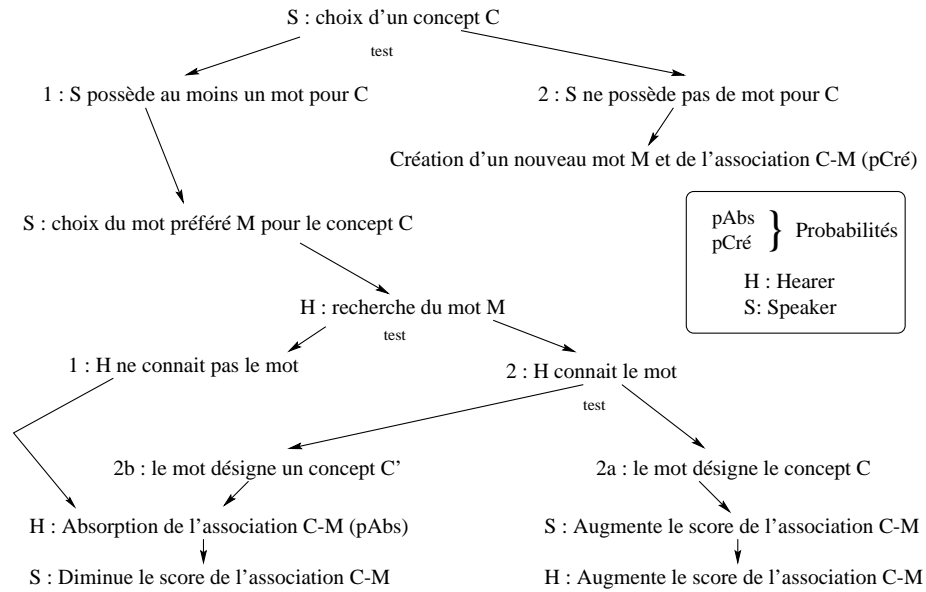 S : choix d'un concept C
test
1 : S possède au moins un mot pour C
2 : S ne possède pas de mot pour C
Création d'un nouveau mot M et de l'association C-M (pCré)
S : choix du mot préféré M pour le concept C
pAbs
pCré
} Probabilités
H : Hearer
S: Speaker
H : recherche du mot M
test
1 : H ne connait pas le mot
2 : H connait le mot
test
2b : le mot désigne un concept C'
2a : le mot désigne le concept C
H : Absorption de l'association C-M (pAbs)
S : Augmente le score de l'association C-M
S : Diminue le score de l'association C-M
H : Augmente le score de l'association C-M